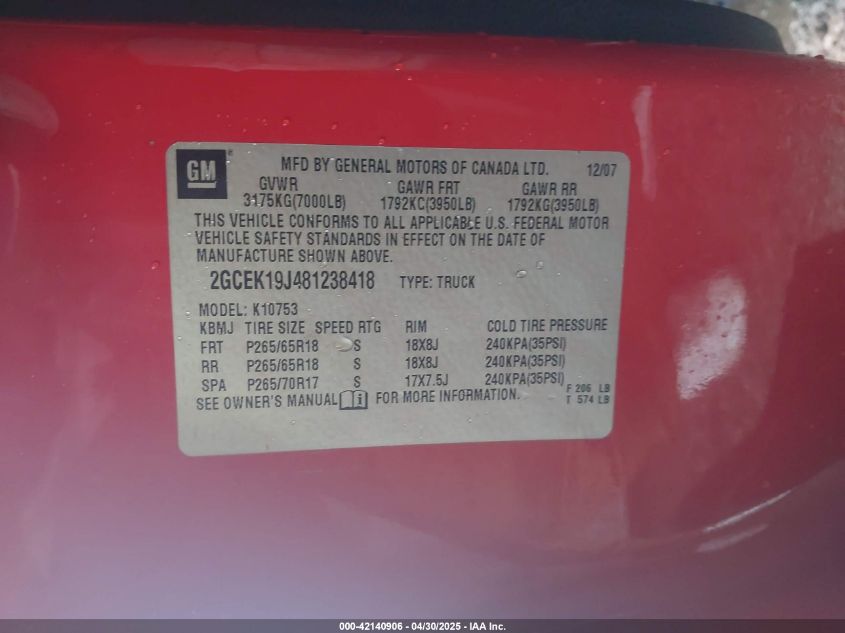 GM ®
MFD BY GENERAL MOTORS OF CANADA LTD. 12/07
GVWR GAWR FRT GAWR RR
3175KG(7000LB) 1792KC(3950LB) 1792KG(3950LB)
THIS VEHICLE CONFORMS TO ALL APPLICABLE U.S. FEDERAL MOTOR
VEHICLE SAFETY STANDARDS IN EFFECT ON THE DATE OF
MANUFACTURE SHOWN ABOVE.
2GCEK19J481238418 TYPE: TRUCK
MODEL: K10753
KBMJ TIRE SIZE SPEED RTG RIM COLD TIRE PRESSURE
FRT P265/65R18 S 18X8J 240KPA(35PSI)
RR P265/65R18 S 18X8J 240KPA(35PSI)
SPA P265/70R17 S 17X7.5J 240KPA(35PSI) F 206 LB
SEE OWNER'S MANUAL FOR MORE INFORMATION. T 574 LB
000-42140906 - 04/30/2025 - IAA Inc.